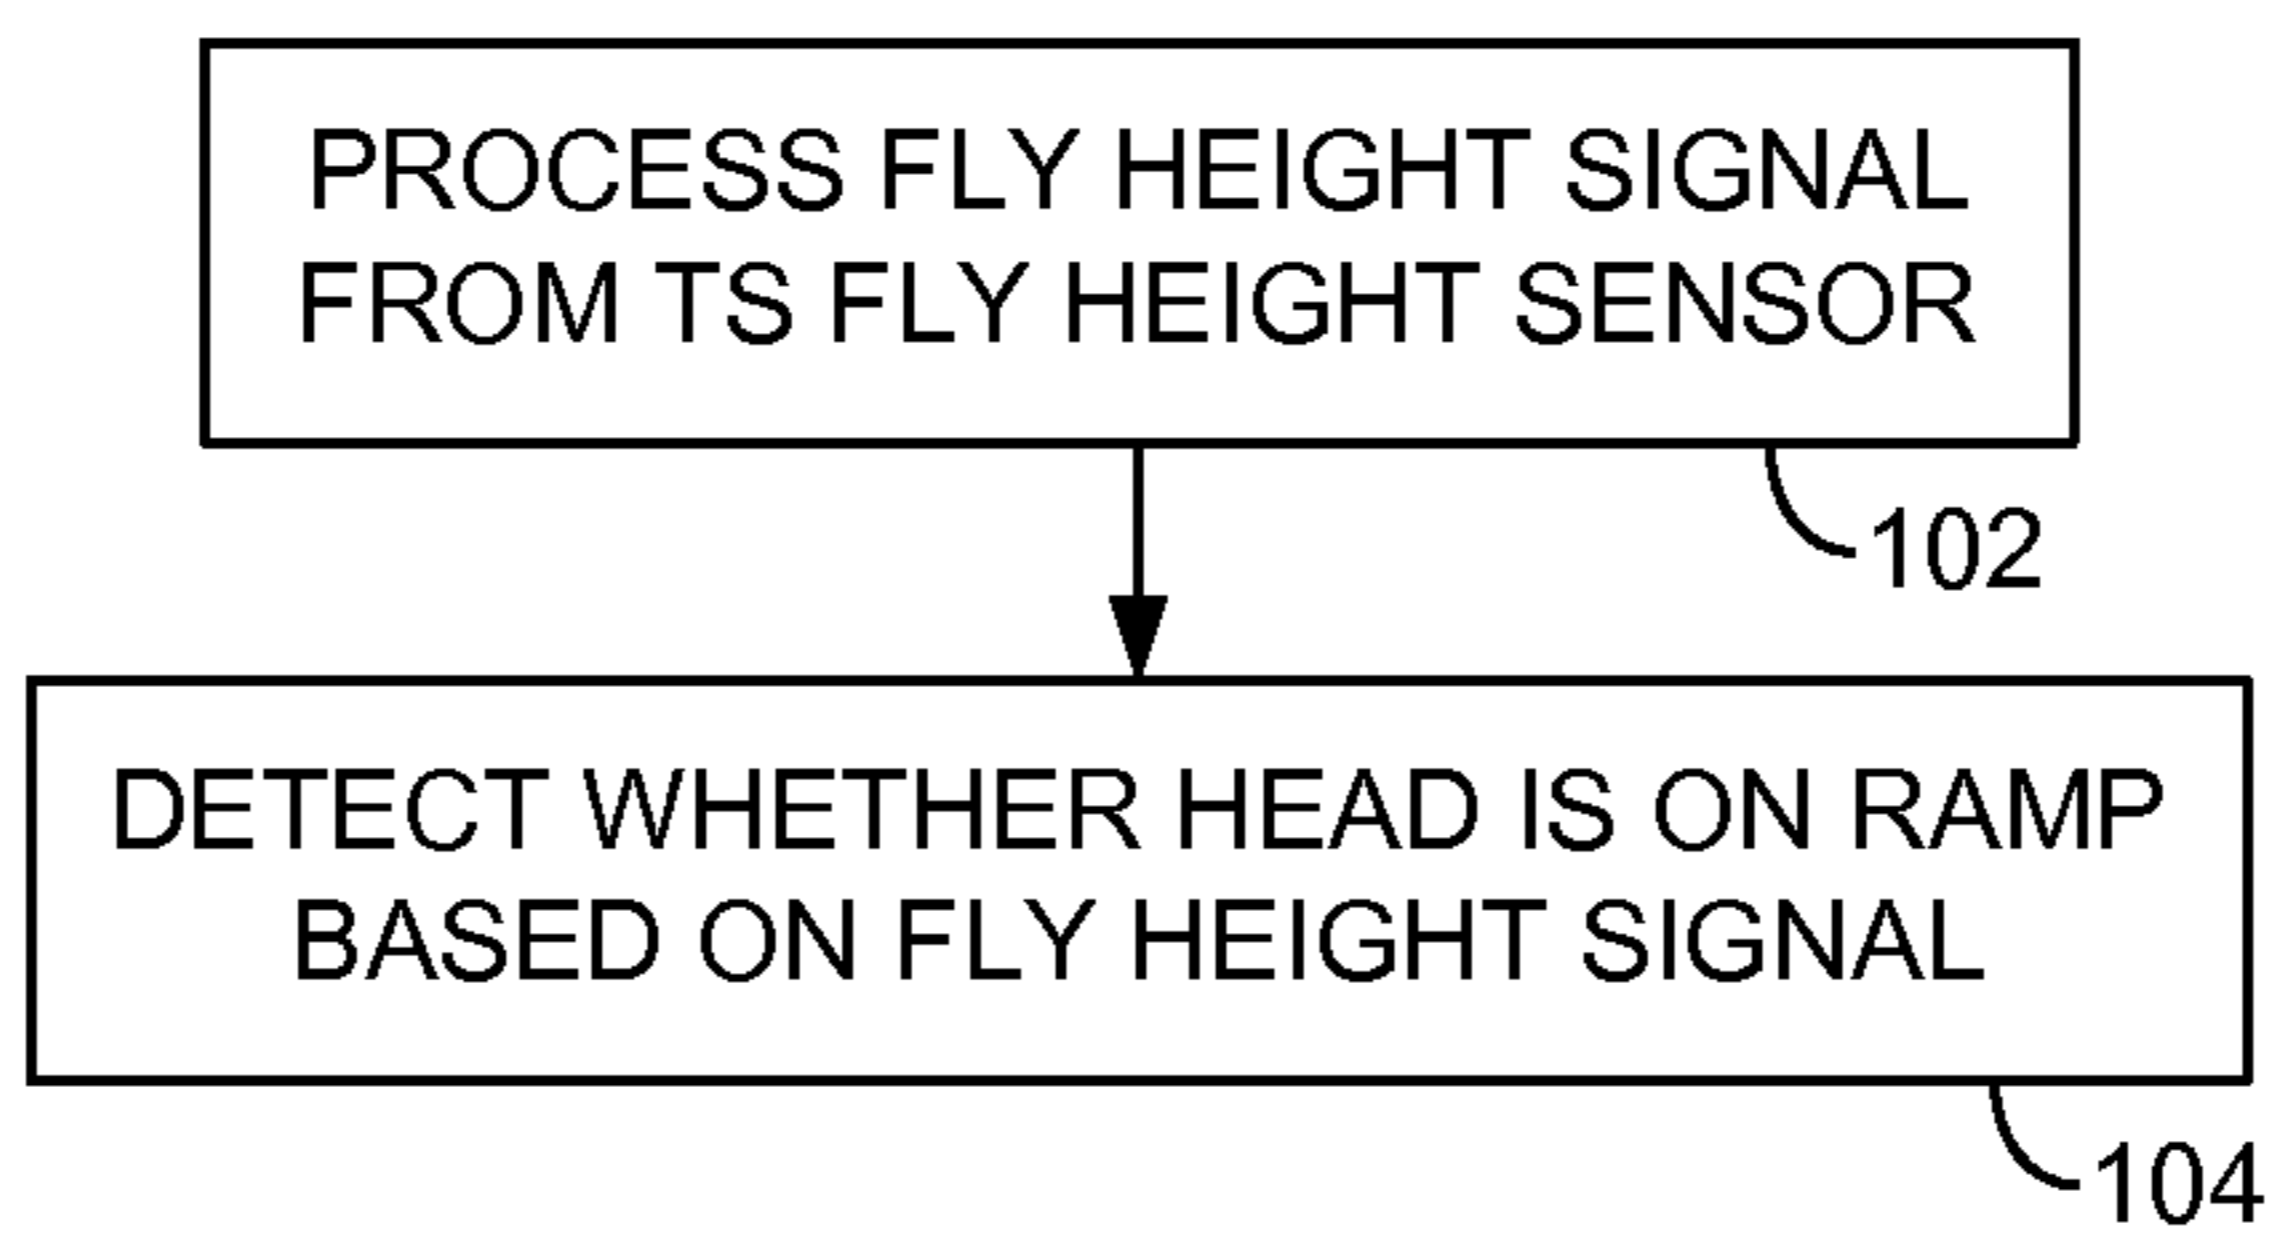 PROCESS FLY HEIGHT SIGNAL
FROM TS FLY HEIGHT SENSOR
102
DETECT WHETHER HEAD IS ON RAMP
BASED ON FLY HEIGHT SIGNAL
104